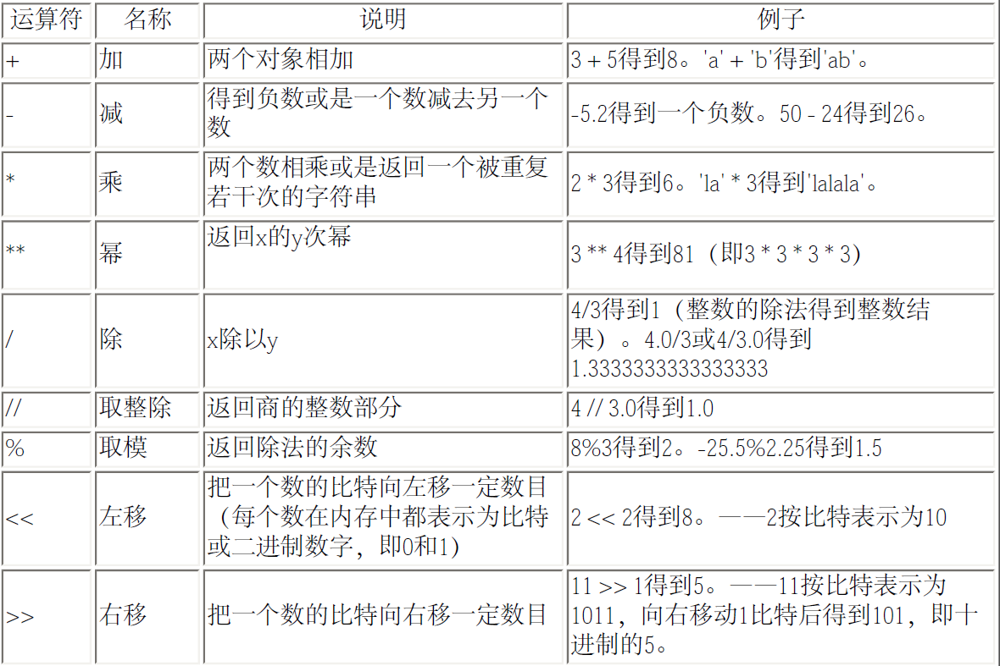 运算符 名称 说明 例子
+ 加 两个对象相加 3 + 5得到8。'a' + 'b'得到'ab'。
- 减 得到负数或是一个数减去另一个
数 -5.2得到一个负数。50 - 24得到26。
* 乘 两个数相乘或是返回一个被重复
若干次的字符串 2 * 3得到6。'la' * 3得到'lalala'。
** 幂 返回x的y次幂 3 ** 4得到81（即3 * 3 * 3 * 3）
/ 除 x除以y 4/3得到1（整数的除法得到整数结
果）。4.0/3或4/3.0得到
1.3333333333333333
// 取整除 返回商的整数部分 4 // 3.0得到1.0
% 取模 返回除法的余数 8%3得到2。-25.5%2.25得到1.5
<< 左移 把一个数的比特向左移一定数目
（每个数在内存中都表示为比特
或二进制数字，即0和1） 2 << 2得到8。——2按比特表示为10
>> 右移 把一个数的比特向右移一定数目 11 >> 1得到5。——11按比特表示为
1011，向右移动1比特后得到101，即十
进制的5。